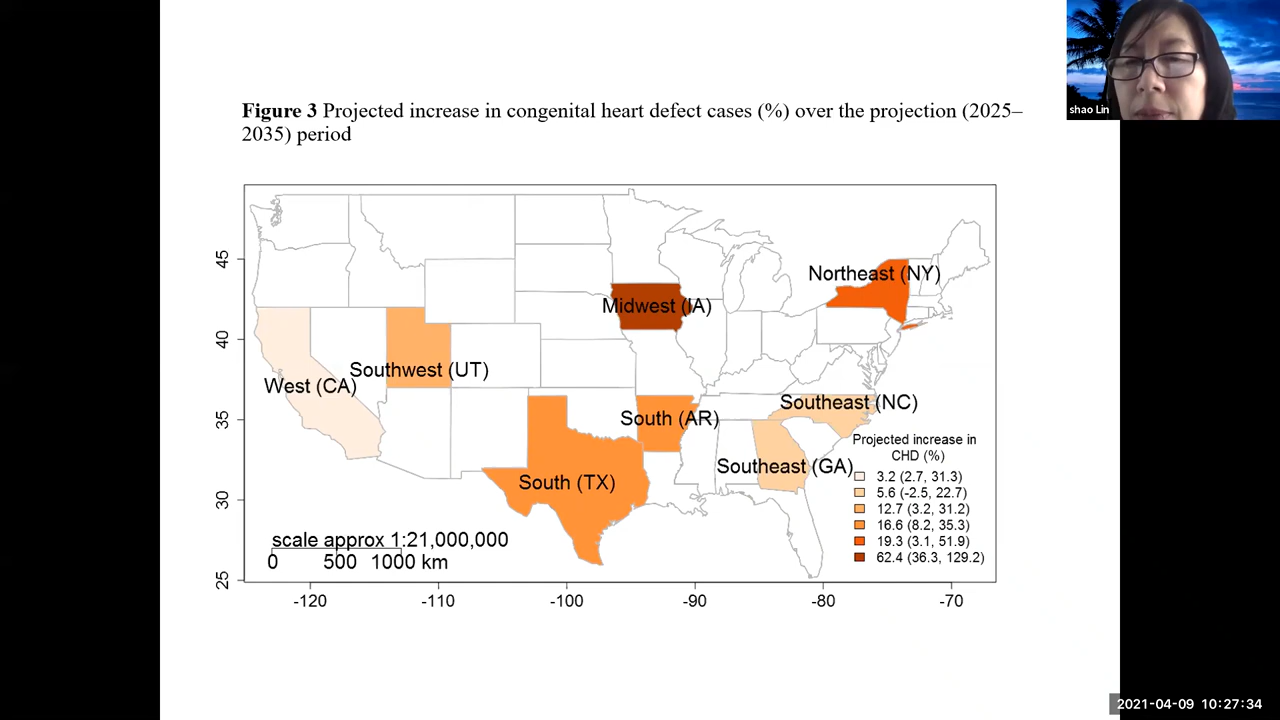 shao Lin
Figure 3 Projected increase in congenital heart defect cases (%) over the projection (2025–
2035) period
45
40
35
30
25
-120
-110
-100
-90
-80
-70
Northeast (NY)
Midwest (IA)
Southwest (UT)
West (CA)
Southeast (NC)
South (AR)
Southeast (GA)
South (TX)
Projected increase in
CHD (%)
3.2 (2.7, 31.3)
5.6 (-2.5, 22.7)
12.7 (3.2, 31.2)
16.6 (8.2, 35.3)
19.3 (3.1, 51.9)
62.4 (36.3, 129.2)
scale approx 1:21,000,000
0 500 1000 km
2021-04-09 10:27:34